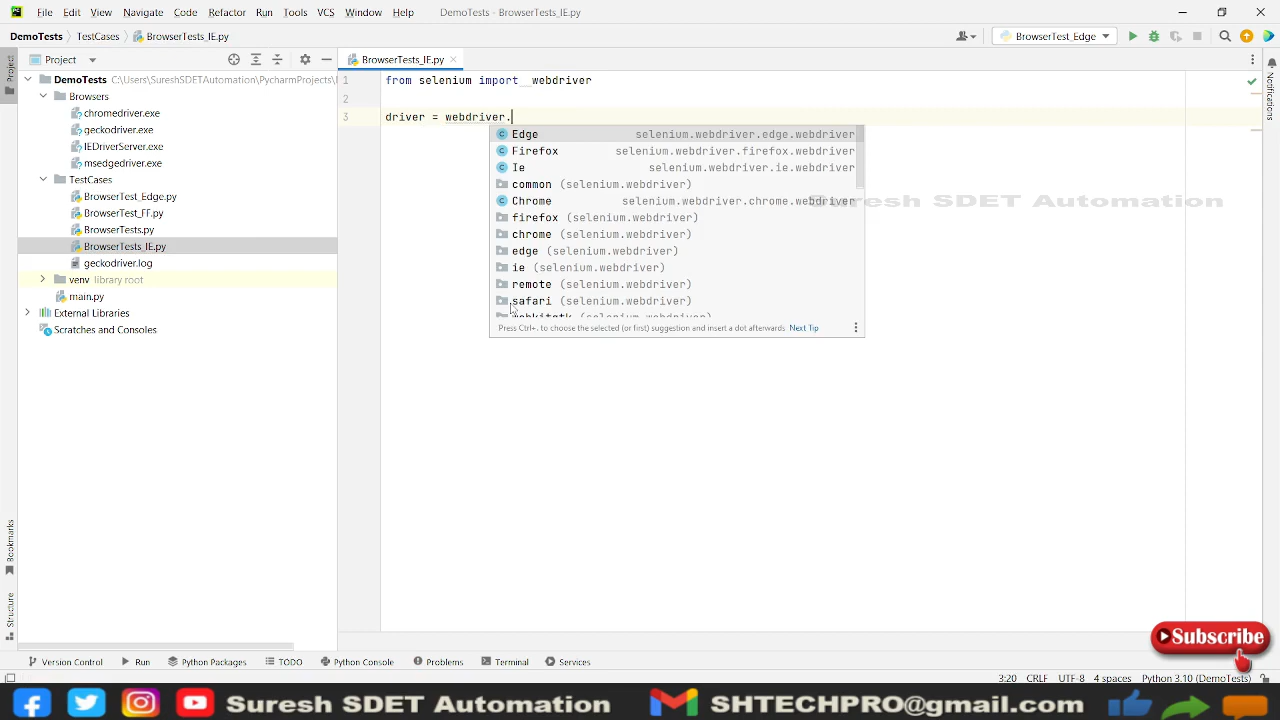 File Edit View Navigate Code Refactor Run Tools VCS Window Help DemoTests - BrowserTests_IE.py
DemoTests TestCases BrowserTests_IE.py BrowserTest_Edge
Project
BrowserTests_IE.py
Project
DemoTests C:\Users\SureshSDETAutomation\PycharmProjects\
Browsers
chromedriver.exe
geckodriver.exe
IEDriverServer.exe
msedgedriver.exe
TestCases
BrowserTest_Edge.py
BrowserTest_FF.py
BrowserTests.py
BrowserTests_IE.py
geckodriver.log
venv library root
main.py
External Libraries
Scratches and Consoles
1 from selenium import webdriver
2
3 driver = webdriver.
Edge selenium.webdriver.edge.webdriver
Firefox selenium.webdriver.firefox.webdriver
Ie selenium.webdriver.ie.webdriver
common (selenium.webdriver)
Chrome selenium.webdriver.chrome.webdriver
firefox (selenium.webdriver)
chrome (selenium.webdriver)
edge (selenium.webdriver)
ie (selenium.webdriver)
remote (selenium.webdriver)
safari (selenium.webdriver)
webkitgtk (selenium.webdriver)
Press Ctrl+. to choose the selected (or first) suggestion and insert a dot afterwards Next Tip
Suresh SDET Automation
Notifications
Bookmarks
Structure
Subscribe
Version Control Run Python Packages TODO Python Console Problems Terminal Services
3:20 CRLF UTF-8 4 spaces Python 3.10 (DemoTests)
Suresh SDET Automation SHTECHPRO@gmail.com